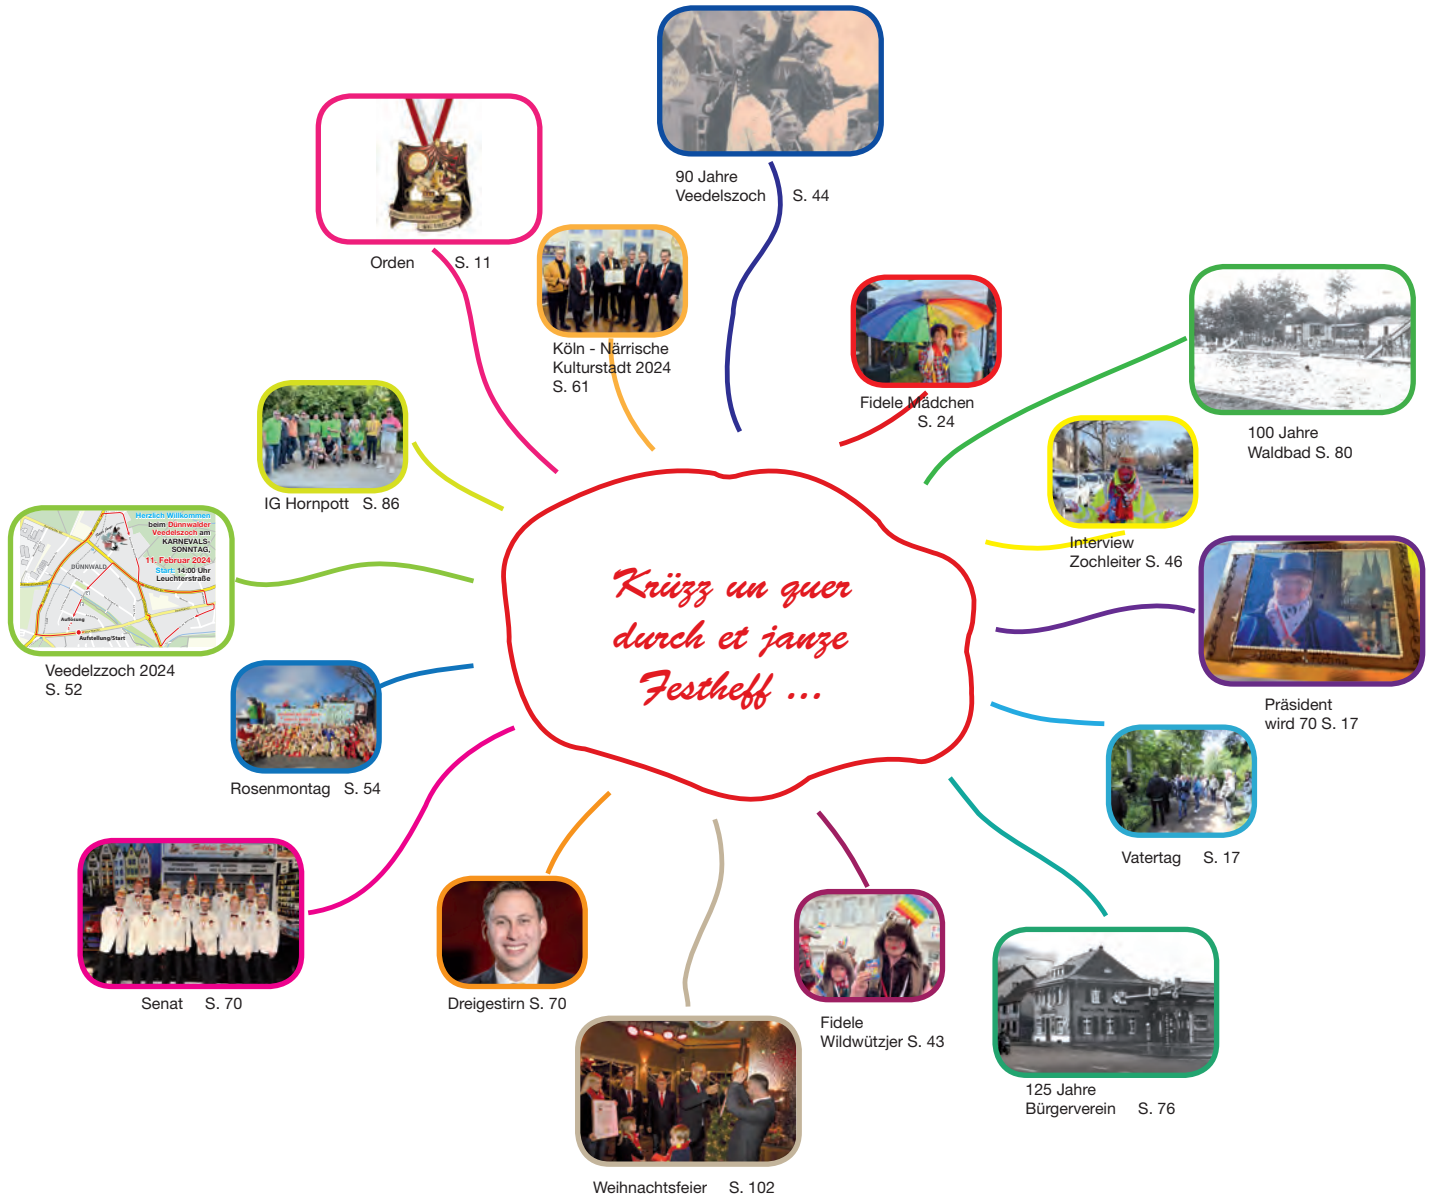 90 Jahre
Veedelszoch S. 44
Orden S. 11
Köln - Närrische
Kulturstadt 2024
S. 61
Fidele Mädchen
S. 24
100 Jahre
Waldbad S. 80
IG Hornpott S. 86
Interview
Zochleiter S. 46
Herzlich Willkommen
beim Dünnwalder
Veedelszoch am
KARNEVALS-
SONNTAG,
11. Februar 2024
Start: 14:00 Uhr
Leuchterstraße
DÜNNWALD
Auflösung
Aufstellung/Start
Veedelzzoch 2024
S. 52
Krüzz un quer
durch et janze
Festheff ...
Präsident
wird 70 S. 17
Rosenmontag S. 54
Vatertag S. 17
Senat S. 70
Dreigestirn S. 70
Fidele
Wildwützjer S. 43
125 Jahre
Bürgerverein S. 76
Weihnachtsfeier S. 102